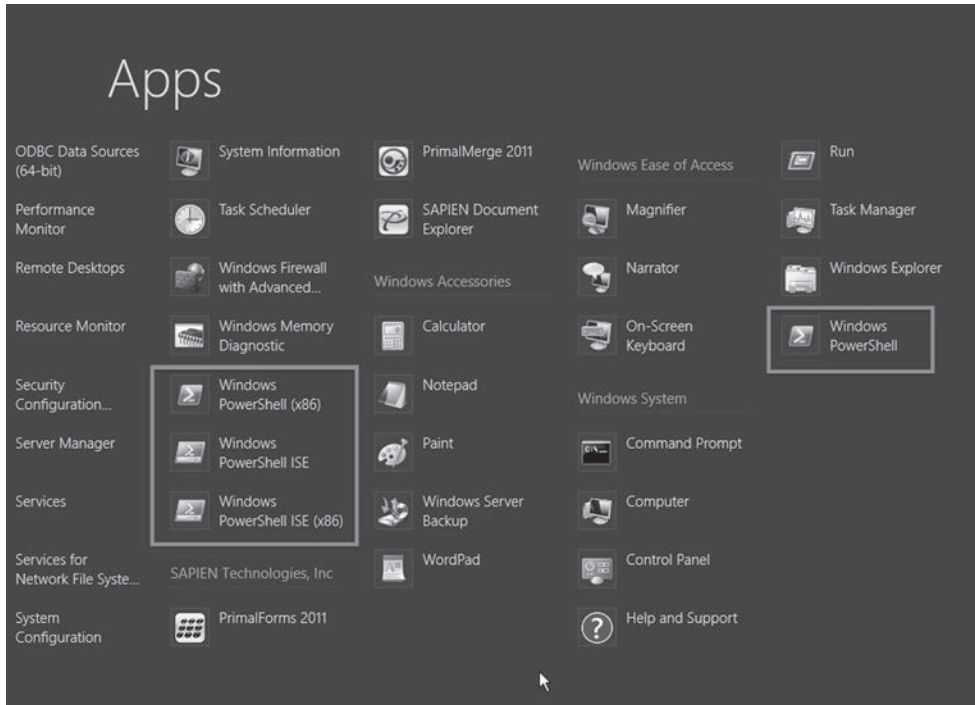 Apps
ODBC Data Sources
(64-bit)
Performance
Monitor
Remote Desktops
Resource Monitor
Security
Configuration...
Server Manager
Services
Services for
Network File Syste...
System
Configuration
System Information
Task Scheduler
Windows Firewall
with Advanced...
Windows Memory
Diagnostic
Windows
PowerShell (x86)
Windows
PowerShell ISE
Windows
PowerShell ISE (x86)
SAPIEN Technologies, Inc
PrimalForms 2011
PrimalMerge 2011
SAPIEN Document
Explorer
Windows Accessories
Calculator
Notepad
Paint
Windows Server
Backup
WordPad
Windows Ease of Access
Magnifier
Narrator
On-Screen
Keyboard
Windows System
Command Prompt
Computer
Control Panel
Help and Support
Run
Task Manager
Windows Explorer
Windows
PowerShell